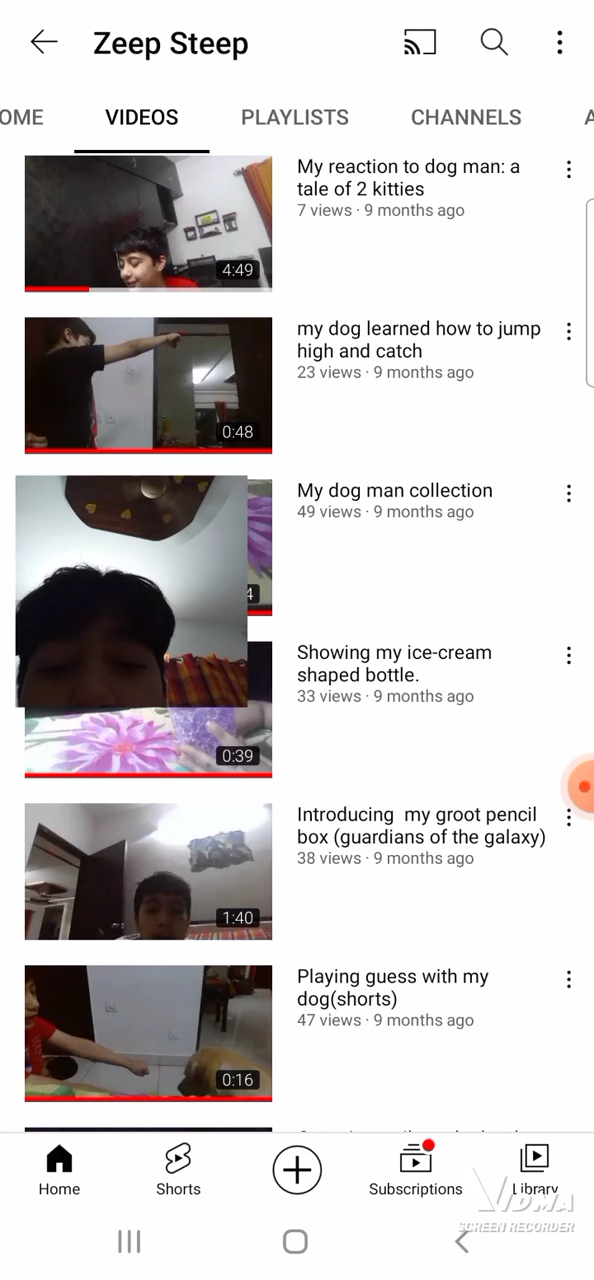 Zeep Steep
OME VIDEOS PLAYLISTS CHANNELS A
My reaction to dog man: a
tale of 2 kitties
7 views · 9 months ago
4:49
my dog learned how to jump
high and catch
23 views · 9 months ago
0:48
My dog man collection
49 views · 9 months ago
4
Showing my ice-cream
shaped bottle.
33 views · 9 months ago
0:39
Introducing my groot pencil
box (guardians of the galaxy)
38 views · 9 months ago
1:40
Playing guess with my
dog(shorts)
47 views · 9 months ago
0:16
Home Shorts Subscriptions Library
VIDMA
SCREEN RECORDER